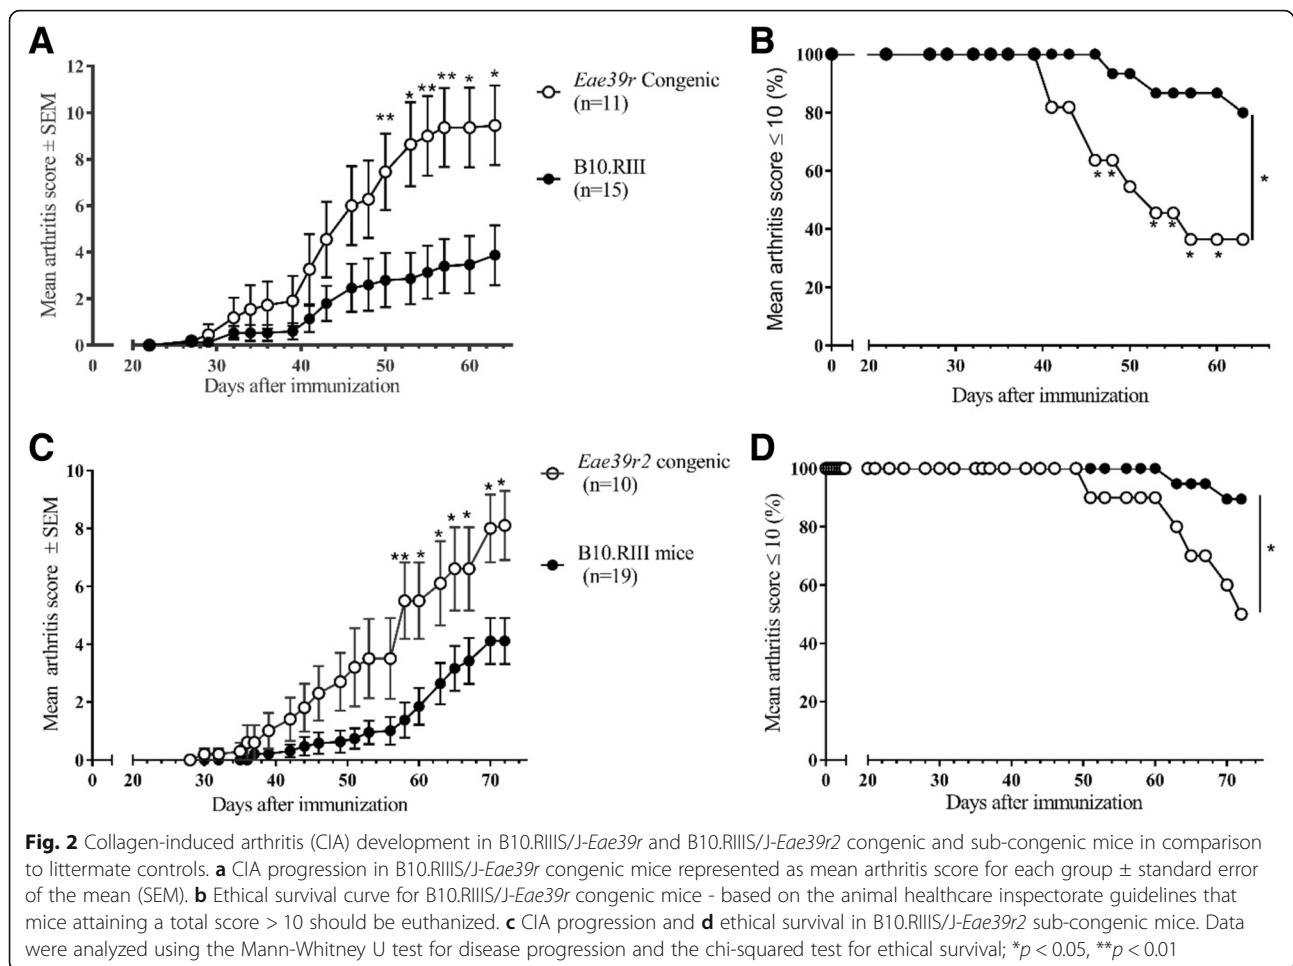 A
Mean arthritis score ± SEM
12
10
8
6
4
2
0
** * ** ** * *
0 20 30 40 50 60
Days after immunization
Eae39r Congenic
(n=11)
B10.RIII
(n=15)
B
Mean arthritis score ≤ 10 (%)
100
80
60
40
20
0
* *
* *
* *
*
0 20 30 40 50 60
Days after immunization
C
Mean arthritis score ± SEM
10
8
6
4
2
0
** * * * * * *
0 20 30 40 50 60 70
Days after immunization
Eae39r2 congenic
(n=10)
B10.RIII mice
(n=19)
D
Mean arthritis score ≤ 10 (%)
100
80
60
40
20
0
*
0 20 30 40 50 60 70
Days after immunization
Fig. 2 Collagen-induced arthritis (CIA) development in B10.RIIIS/J-Eae39r and B10.RIIIS/J-Eae39r2 congenic and sub-congenic mice in comparison
to littermate controls. a CIA progression in B10.RIIIS/J-Eae39r congenic mice represented as mean arthritis score for each group ± standard error
of the mean (SEM). b Ethical survival curve for B10.RIIIS/J-Eae39r congenic mice - based on the animal healthcare inspectorate guidelines that
mice attaining a total score > 10 should be euthanized. c CIA progression and d ethical survival in B10.RIIIS/J-Eae39r2 sub-congenic mice. Data
were analyzed using the Mann-Whitney U test for disease progression and the chi-squared test for ethical survival; *p < 0.05, **p < 0.01